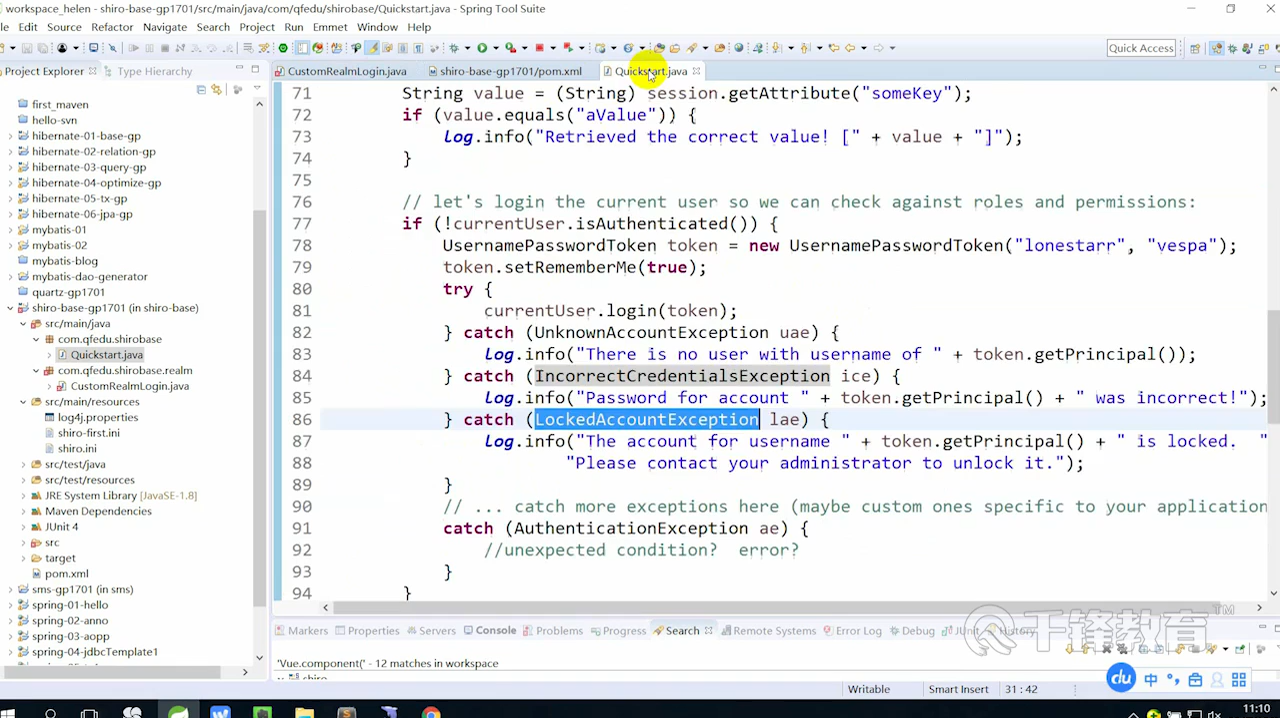 workspace_helen - shiro-base-gp1701/src/main/java/com/qfedu/shirobase/Quickstart.java - Spring Tool Suite
le Edit Source Refactor Navigate Search Project Run Emmet Window Help
Quick Access
Project Explorer Type Hierarchy
CustomRealmLogin.java shiro-base-gp1701/pom.xml Quickstart.java
first_maven
hello-svn
hibernate-01-base-gp
hibernate-02-relation-gp
hibernate-03-query-gp
hibernate-04-optimize-gp
hibernate-05-tx-gp
hibernate-06-jpa-gp
mybatis-01
mybatis-02
mybatis-blog
mybatis-dao-generator
quartz-gp1701
shiro-base-gp1701 (in shiro-base)
src/main/java
com.qfedu.shirobase
Quickstart.java
com.qfedu.shirobase.realm
CustomRealmLogin.java
src/main/resources
log4j.properties
shiro-first.ini
shiro.ini
src/test/java
src/test/resources
JRE System Library [JavaSE-1.8]
Maven Dependencies
JUnit 4
src
target
pom.xml
sms-gp1701 (in sms)
spring-01-hello
spring-02-anno
spring-03-aopp
spring-04-jdbcTemplate1
71 String value = (String) session.getAttribute("someKey");
72 if (value.equals("aValue")) {
73 log.info("Retrieved the correct value! [" + value + "]");
74 }
75
76 // let's login the current user so we can check against roles and permissions:
77 if (!currentUser.isAuthenticated()) {
78 UsernamePasswordToken token = new UsernamePasswordToken("lonestarr", "vespa");
79 token.setRememberMe(true);
80 try {
81 currentUser.login(token);
82 } catch (UnknownAccountException uae) {
83 log.info("There is no user with username of " + token.getPrincipal());
84 } catch (IncorrectCredentialsException ice) {
85 log.info("Password for account " + token.getPrincipal() + " was incorrect!");
86 } catch (LockedAccountException lae) {
87 log.info("The account for username " + token.getPrincipal() + " is locked. "
88 "Please contact your administrator to unlock it.");
89 }
90 // ... catch more exceptions here (maybe custom ones specific to your application
91 catch (AuthenticationException ae) {
92 //unexpected condition? error?
93 }
94 }
Markers Properties Servers Console Problems Progress Search Remote Systems Error Log Debug JUnit History
千锋教育 TM
'Vue.component(' - 12 matches in workspace
shiro
du 中
Writable Smart Insert 31 : 42
11:10